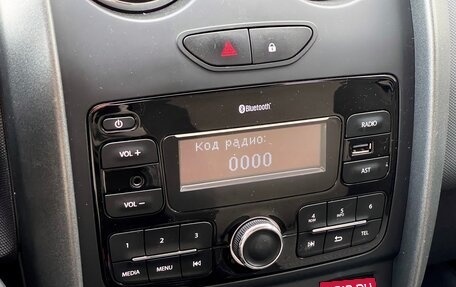 Bluetooth
RADIO
Код радио:
0000
VOL +
VOL −
AST
4 5 6
1 2 3
MEDIA MENU
TEL